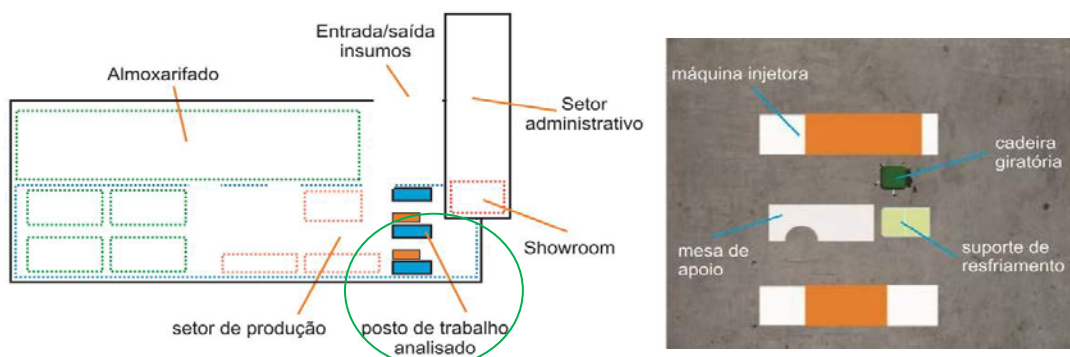 Entrada/saída
insumos
Almoxarifado
Setor
administrativo
Showroom
setor de produção
posto de trabalho
analisado
máquina injetora
cadeira
giratória
mesa de
apoio
suporte de
resfriamento